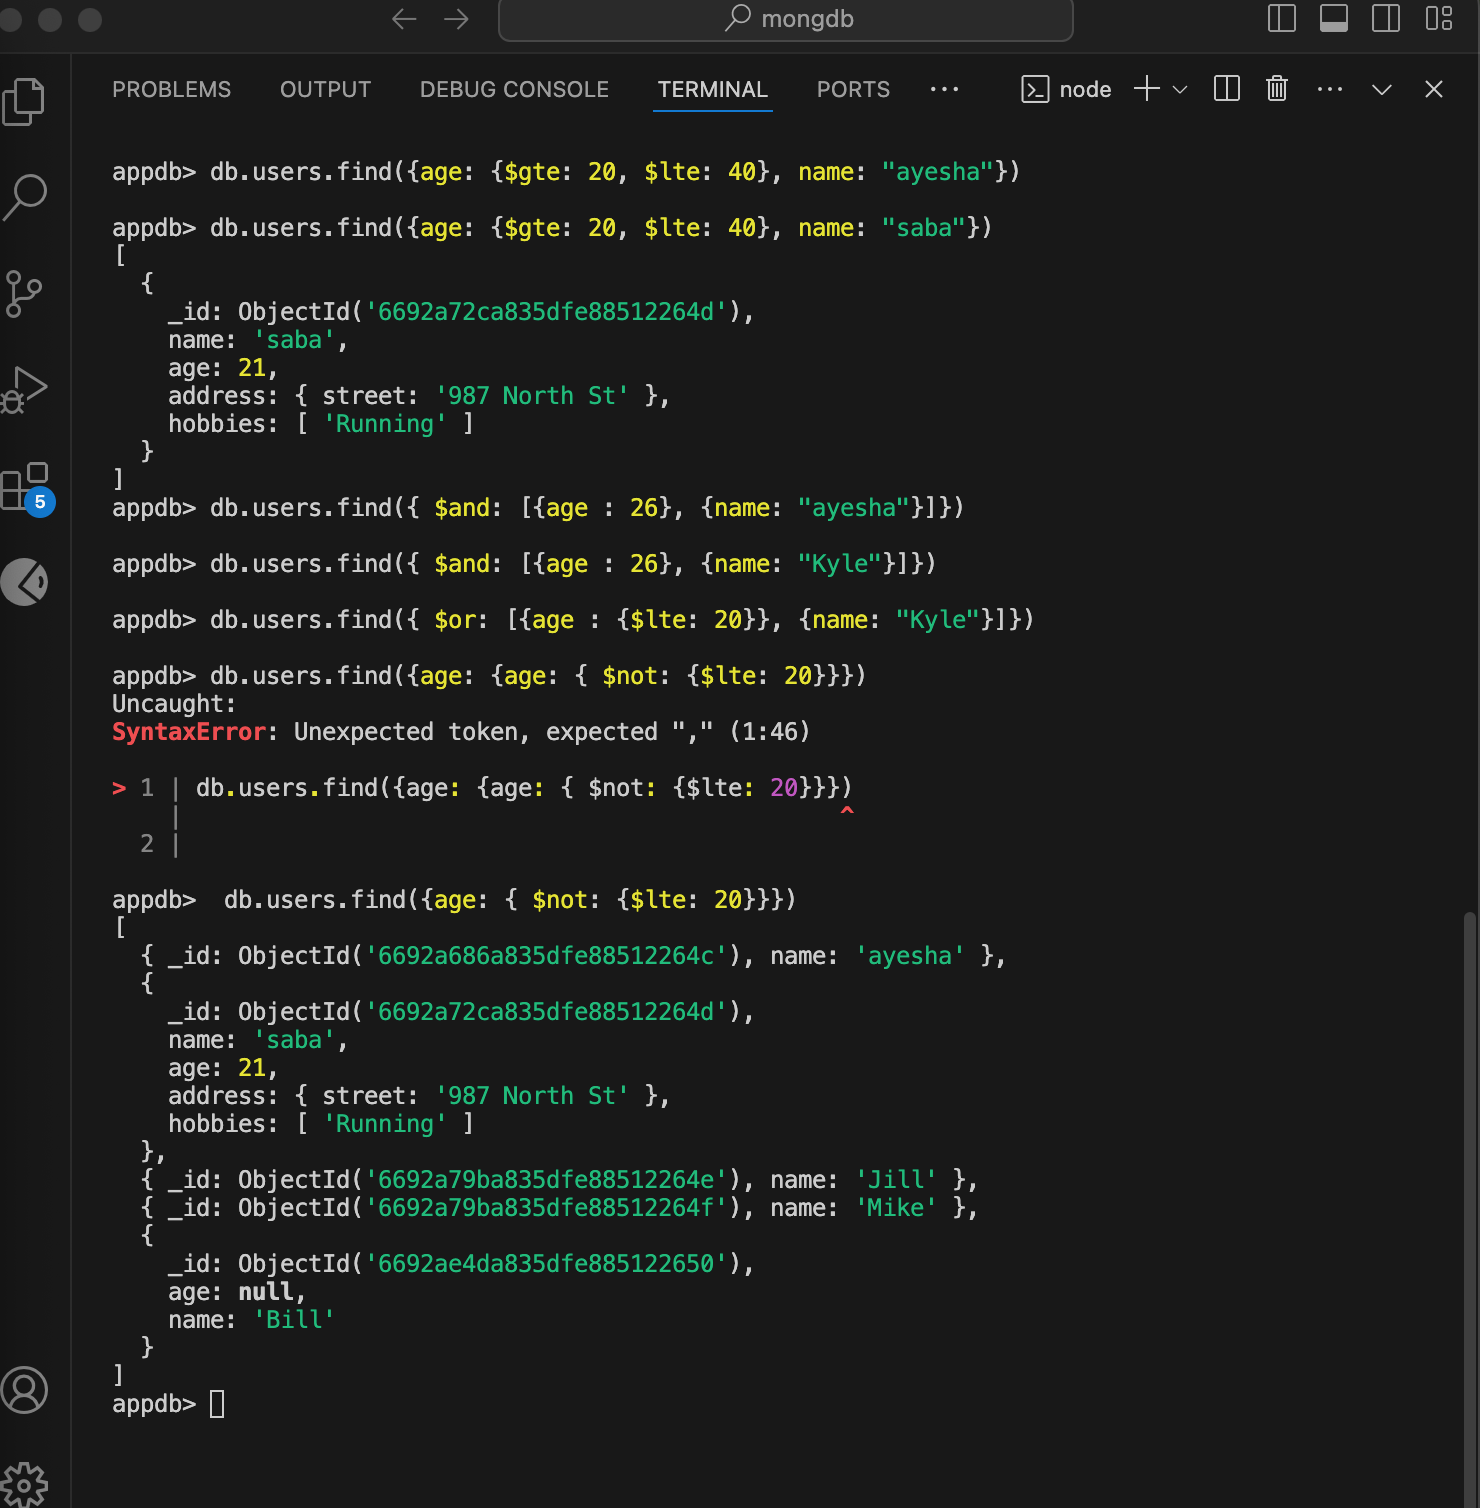 mongdb
PROBLEMS OUTPUT DEBUG CONSOLE TERMINAL PORTS ··· node
appdb> db.users.find({age: {$gte: 20, $lte: 40}, name: "ayesha"})
appdb> db.users.find({age: {$gte: 20, $lte: 40}, name: "saba"})
[
  {
    _id: ObjectId('6692a72ca835dfe88512264d'),
    name: 'saba',
    age: 21,
    address: { street: '987 North St' },
    hobbies: [ 'Running' ]
  }
]
appdb> db.users.find({ $and: [{age : 26}, {name: "ayesha"}]})
appdb> db.users.find({ $and: [{age : 26}, {name: "Kyle"}]})
appdb> db.users.find({ $or: [{age : {$lte: 20}}, {name: "Kyle"}]})
appdb> db.users.find({age: {age: { $not: {$lte: 20}}})
Uncaught:
SyntaxError: Unexpected token, expected "," (1:46)
> 1 | db.users.find({age: {age: { $not: {$lte: 20}}})
    |                                               ^
  2 |
appdb>  db.users.find({age: { $not: {$lte: 20}}})
[
  { _id: ObjectId('6692a686a835dfe88512264c'), name: 'ayesha' },
  {
    _id: ObjectId('6692a72ca835dfe88512264d'),
    name: 'saba',
    age: 21,
    address: { street: '987 North St' },
    hobbies: [ 'Running' ]
  },
  { _id: ObjectId('6692a79ba835dfe88512264e'), name: 'Jill' },
  { _id: ObjectId('6692a79ba835dfe88512264f'), name: 'Mike' },
  {
    _id: ObjectId('6692ae4da835dfe885122650'),
    age: null,
    name: 'Bill'
  }
]
appdb>
5